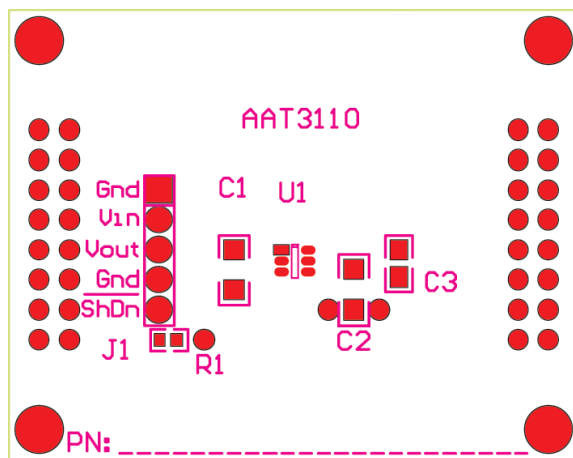 AAT3110
Gnd
Vin
Vout
Gnd
ShDn
C1
U1
C3
C2
J1
R1
PN: _ _ _ _ _ _ _ _ _ _ _ _ _ _ _ _ _ _ _ _ _ _ _